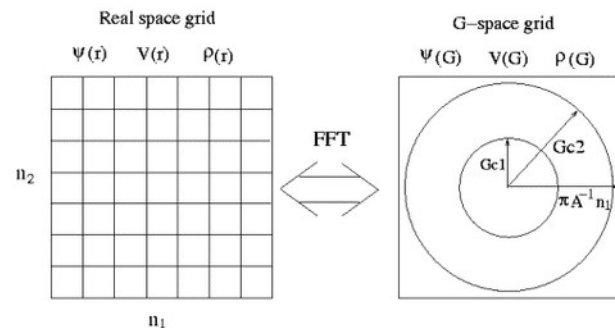 Real space grid
ψ(r) V(r) ρ(r)
n₂
n₁
FFT
G-space grid
ψ(G) V(G) ρ(G)
Gc1
Gc2
πA⁻¹n₁